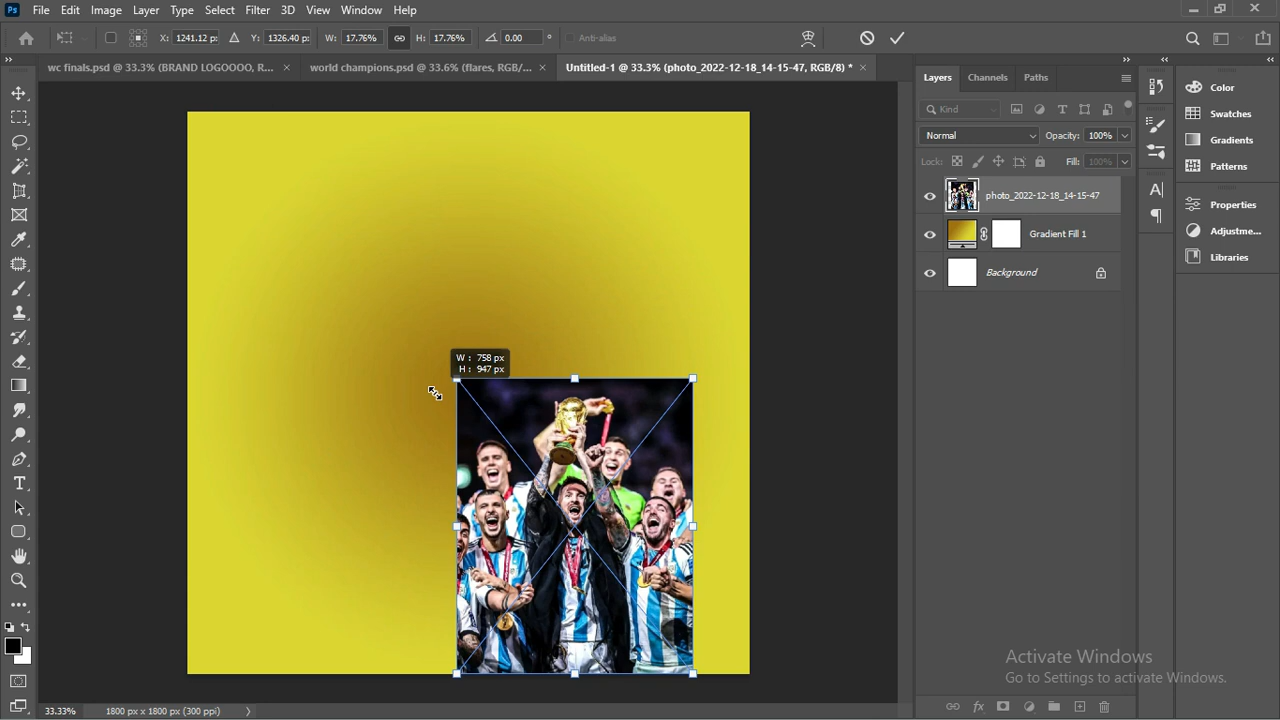 Ps File Edit Image Layer Type Select Filter 3D View Window Help
X: 1241.12 p: Y: 1326.40 p: W: 17.76% H: 17.76% 0.00 ° Anti-alias
wc finals.psd @ 33.3% (BRAND LOGOOOO, R... × world champions.psd @ 33.6% (flares, RGB/... × Untitled-1 @ 33.3% (photo_2022-12-18_14-15-47, RGB/8) * ×
Layers Channels Paths
Kind
Normal Opacity: 100%
Lock: Fill: 100%
photo_2022-12-18_14-15-47
Gradient Fill 1
Background
Color
Swatches
Gradients
Patterns
Properties
Adjustme...
Libraries
W : 758 px
H : 947 px
Activate Windows
Go to Settings to activate Windows.
33.33% 1800 px x 1800 px (300 ppi)